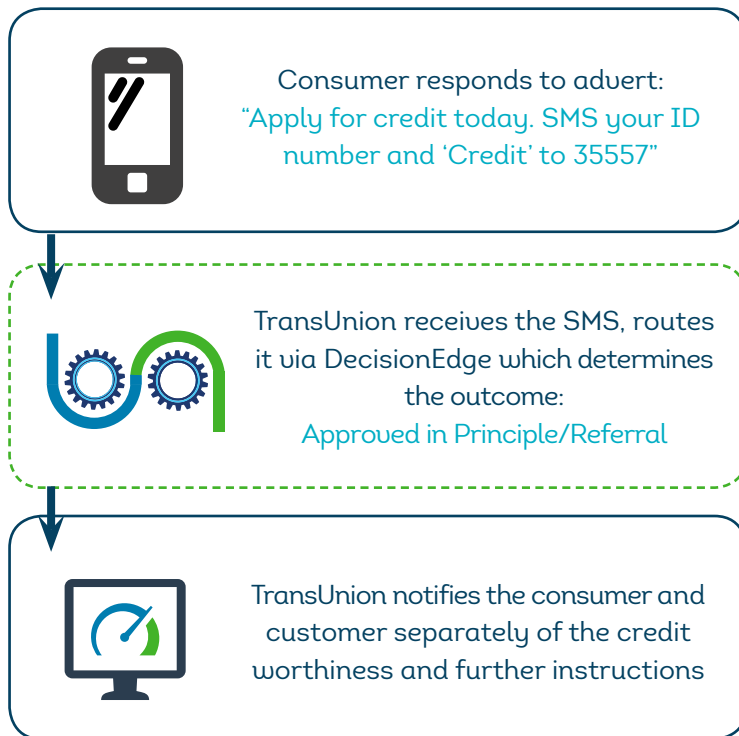 Consumer responds to advert:
“Apply for credit today. SMS your ID
number and ‘Credit’ to 35557”
TransUnion receives the SMS, routes
it via DecisionEdge which determines
the outcome:
Approved in Principle/Referral
TransUnion notifies the consumer and
customer separately of the credit
worthiness and further instructions